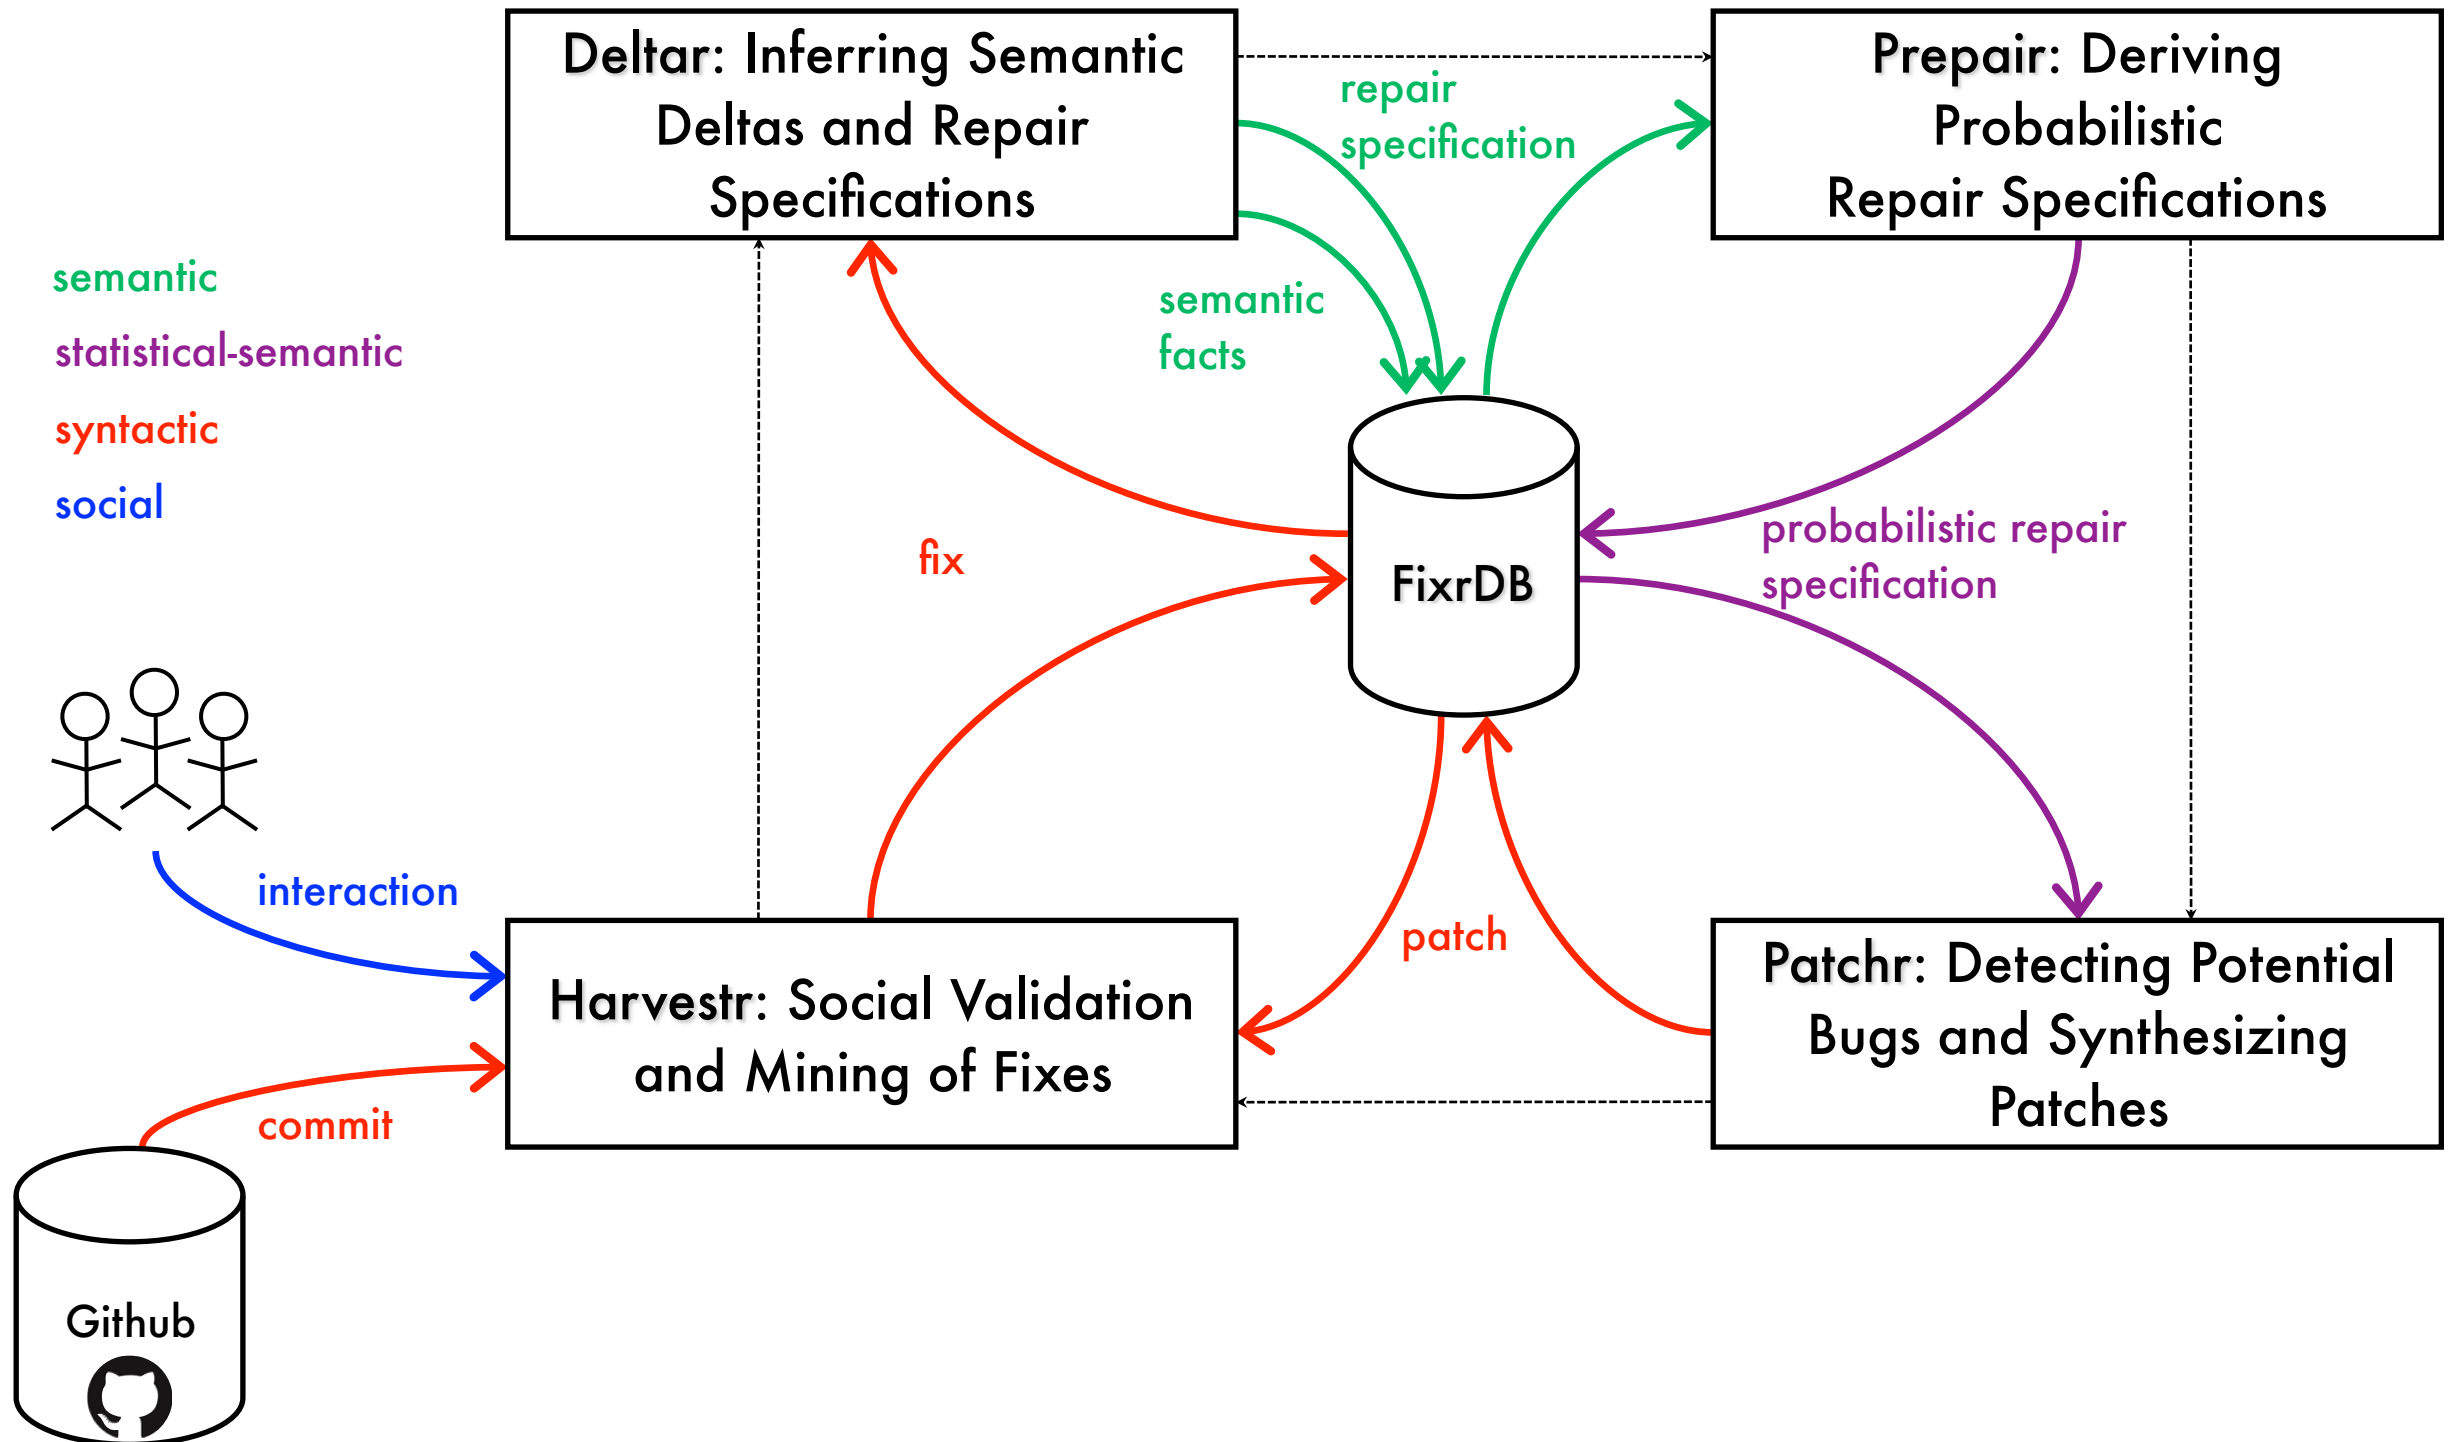 Deltar: Inferring Semantic
Deltas and Repair
Specifications
Prepair: Deriving
Probabilistic
Repair Specifications
repair
specification
semantic
facts
semantic
statistical-semantic
syntactic
social
fix
FixrDB
probabilistic repair
specification
interaction
commit
patch
Harvestr: Social Validation
and Mining of Fixes
Patchr: Detecting Potential
Bugs and Synthesizing
Patches
Github